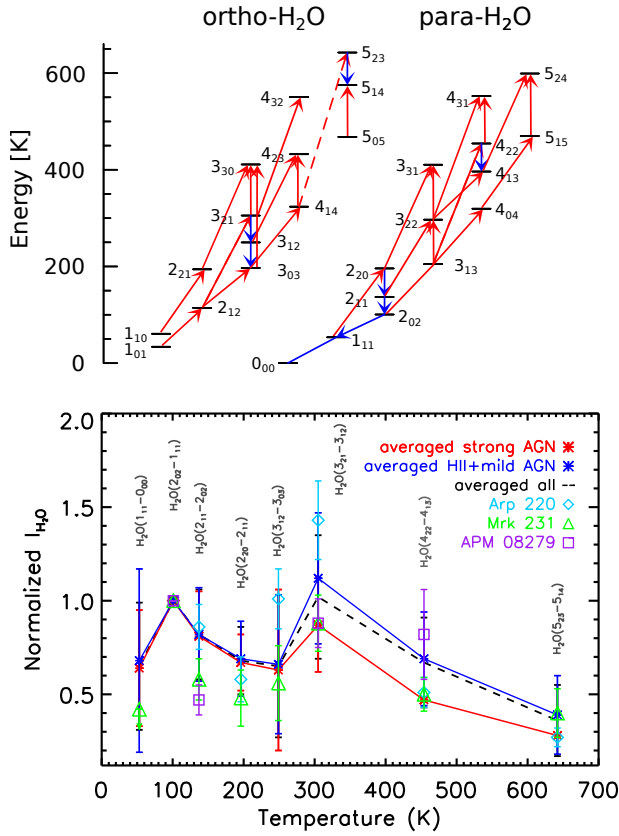 ortho-H₂O para-H₂O
Energy [K]
600
400
200
0
5₂₃
5₁₄
5₀₅
4₃₂
4₂₃
4₁₄
3₃₀
3₂₁
3₁₂
3₀₃
2₂₁
2₁₂
1₁₀
1₀₁
5₂₄
5₁₅
4₃₁
4₂₂
4₁₃
4₀₄
3₃₁
3₂₂
3₁₃
2₂₀
2₁₁
2₀₂
1₁₁
0₀₀
Normalized I_H₂O
2.0
1.5
1.0
0.5
H₂O(1₁₁–0₀₀)
H₂O(2₀₂–1₁₁)
H₂O(2₁₁–2₀₂)
H₂O(2₂₀–2₁₁)
H₂O(3₁₂–3₀₃)
H₂O(3₂₁–3₁₂)
H₂O(4₂₂–4₁₃)
H₂O(5₂₃–5₁₄)
averaged strong AGN
averaged HII+mild AGN
averaged all --
Arp 220
Mrk 231
APM 08279
0 100 200 300 400 500 600 700
Temperature (K)